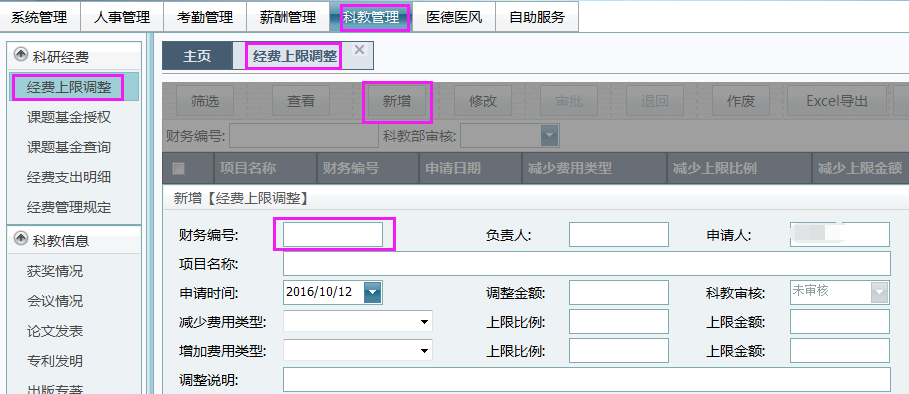 系统管理 人事管理 考勤管理 薪酬管理 科教管理 医德医风 自助服务
科研经费
经费上限调整
课题基金授权
课题基金查询
经费支出明细
经费管理规定
科教信息
获奖情况
会议情况
论文发表
专利发明
出版专著
主页 经费上限调整
筛选 查看 新增 修改 审批 退回 作废 Excel导出
财务编号: 科教部审核:
项目名称 财务编号 申请日期 减少费用类型 减少上限比例 减少上限金额
新增【经费上限调整】
财务编号: 负责人: 申请人:
项目名称:
申请时间: 2016/10/12 调整金额: 科教审核: 未审核
减少费用类型: 上限比例: 上限金额:
增加费用类型: 上限比例: 上限金额:
调整说明: